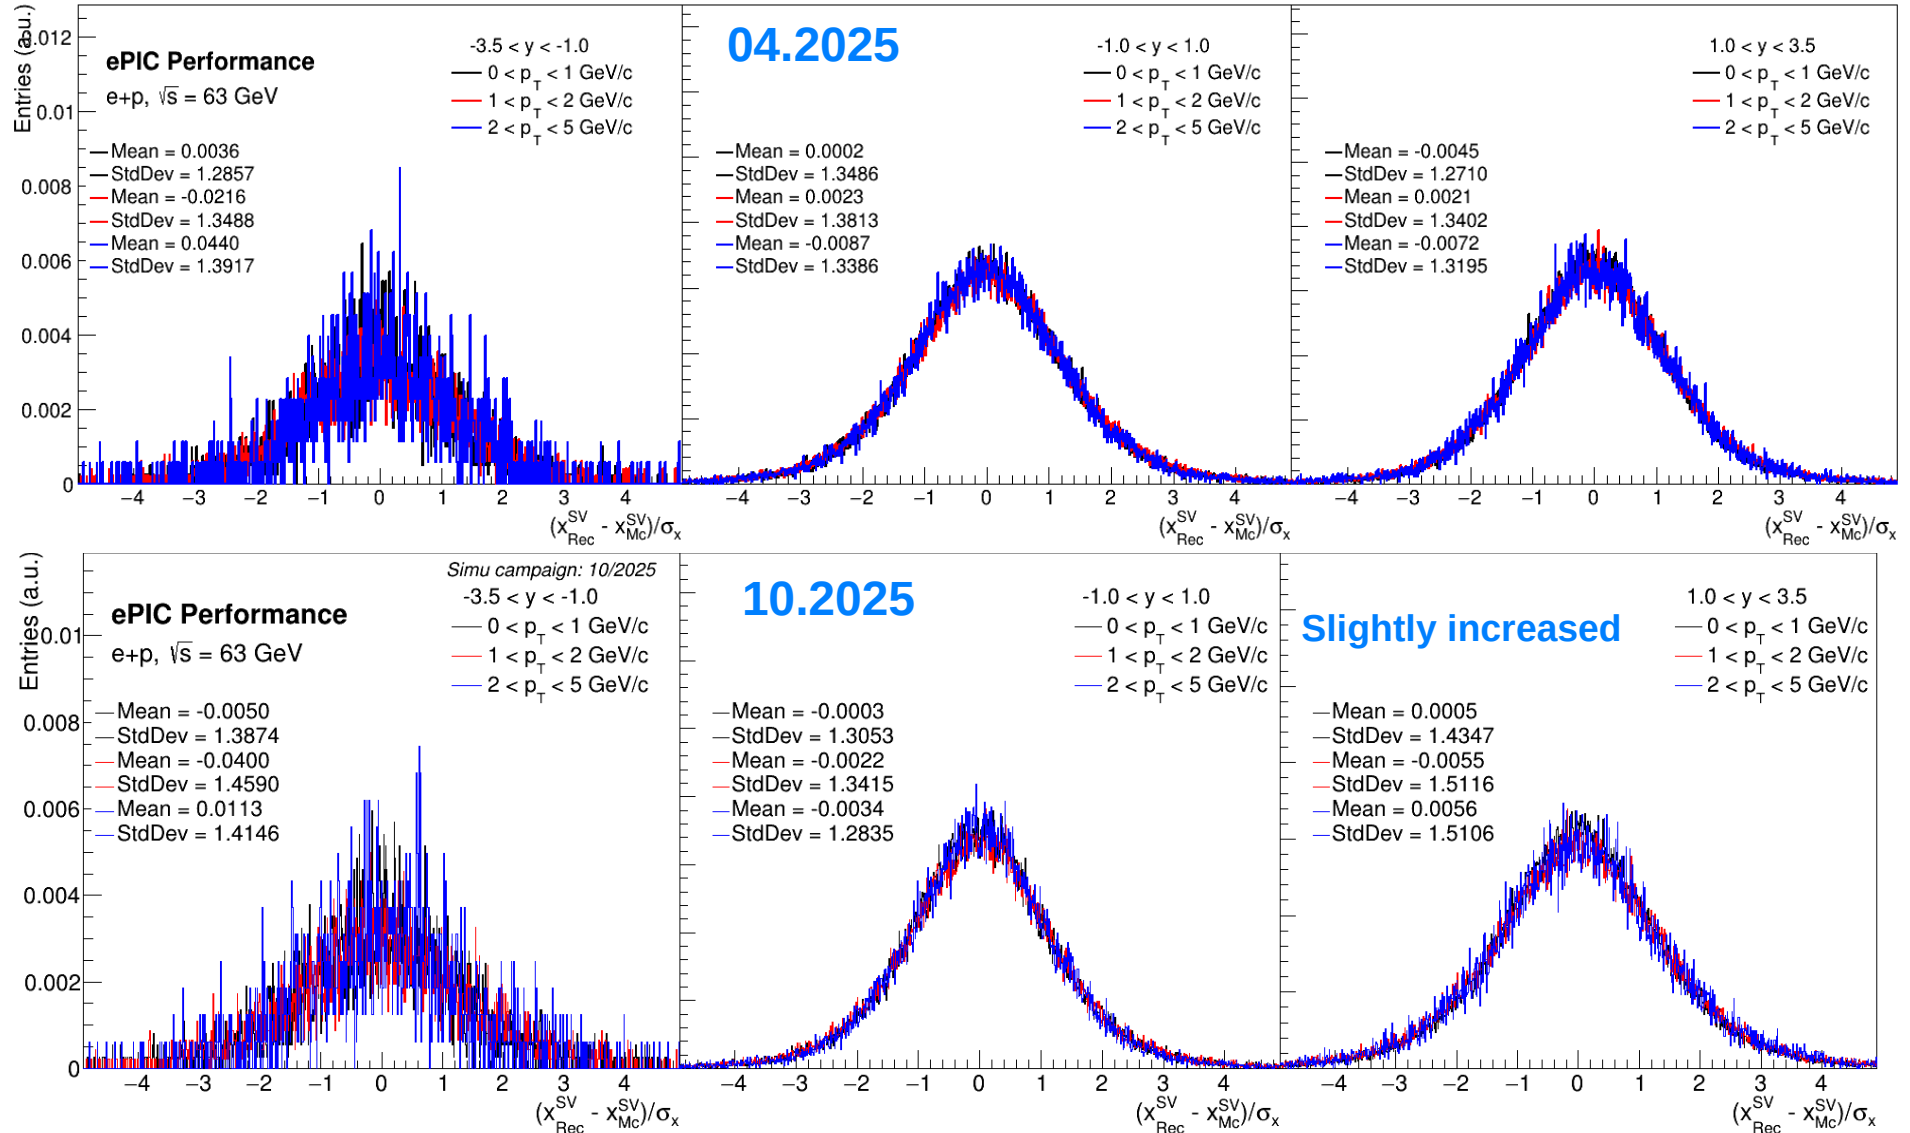 Entries (a.u.)
0.012
0.01
0.008
0.006
0.004
0.002
0
ePIC Performance
e+p, √s = 63 GeV
-3.5 < y < -1.0
0 < p_T < 1 GeV/c
1 < p_T < 2 GeV/c
2 < p_T < 5 GeV/c
Mean = 0.0036
StdDev = 1.2857
Mean = -0.0216
StdDev = 1.3488
Mean = 0.0440
StdDev = 1.3917
−4 −3 −2 −1 0 1 2 3 4
(x^SV_Rec - x^SV_Mc)/σ_x
04.2025
-1.0 < y < 1.0
0 < p_T < 1 GeV/c
1 < p_T < 2 GeV/c
2 < p_T < 5 GeV/c
Mean = 0.0002
StdDev = 1.3486
Mean = 0.0023
StdDev = 1.3813
Mean = -0.0087
StdDev = 1.3386
−4 −3 −2 −1 0 1 2 3 4
(x^SV_Rec - x^SV_Mc)/σ_x
1.0 < y < 3.5
0 < p_T < 1 GeV/c
1 < p_T < 2 GeV/c
2 < p_T < 5 GeV/c
Mean = -0.0045
StdDev = 1.2710
Mean = 0.0021
StdDev = 1.3402
Mean = -0.0072
StdDev = 1.3195
−4 −3 −2 −1 0 1 2 3 4
(x^SV_Rec - x^SV_Mc)/σ_x
Entries (a.u.)
0.01
0.008
0.006
0.004
0.002
0
Simu campaign: 10/2025
ePIC Performance
e+p, √s = 63 GeV
-3.5 < y < -1.0
0 < p_T < 1 GeV/c
1 < p_T < 2 GeV/c
2 < p_T < 5 GeV/c
Mean = -0.0050
StdDev = 1.3874
Mean = -0.0400
StdDev = 1.4590
Mean = 0.0113
StdDev = 1.4146
−4 −3 −2 −1 0 1 2 3 4
(x^SV_Rec - x^SV_Mc)/σ_x
10.2025
-1.0 < y < 1.0
0 < p_T < 1 GeV/c
1 < p_T < 2 GeV/c
2 < p_T < 5 GeV/c
Mean = -0.0003
StdDev = 1.3053
Mean = -0.0022
StdDev = 1.3415
Mean = -0.0034
StdDev = 1.2835
−4 −3 −2 −1 0 1 2 3 4
(x^SV_Rec - x^SV_Mc)/σ_x
Slightly increased
1.0 < y < 3.5
0 < p_T < 1 GeV/c
1 < p_T < 2 GeV/c
2 < p_T < 5 GeV/c
Mean = 0.0005
StdDev = 1.4347
Mean = -0.0055
StdDev = 1.5116
Mean = 0.0056
StdDev = 1.5106
−4 −3 −2 −1 0 1 2 3 4
(x^SV_Rec - x^SV_Mc)/σ_x